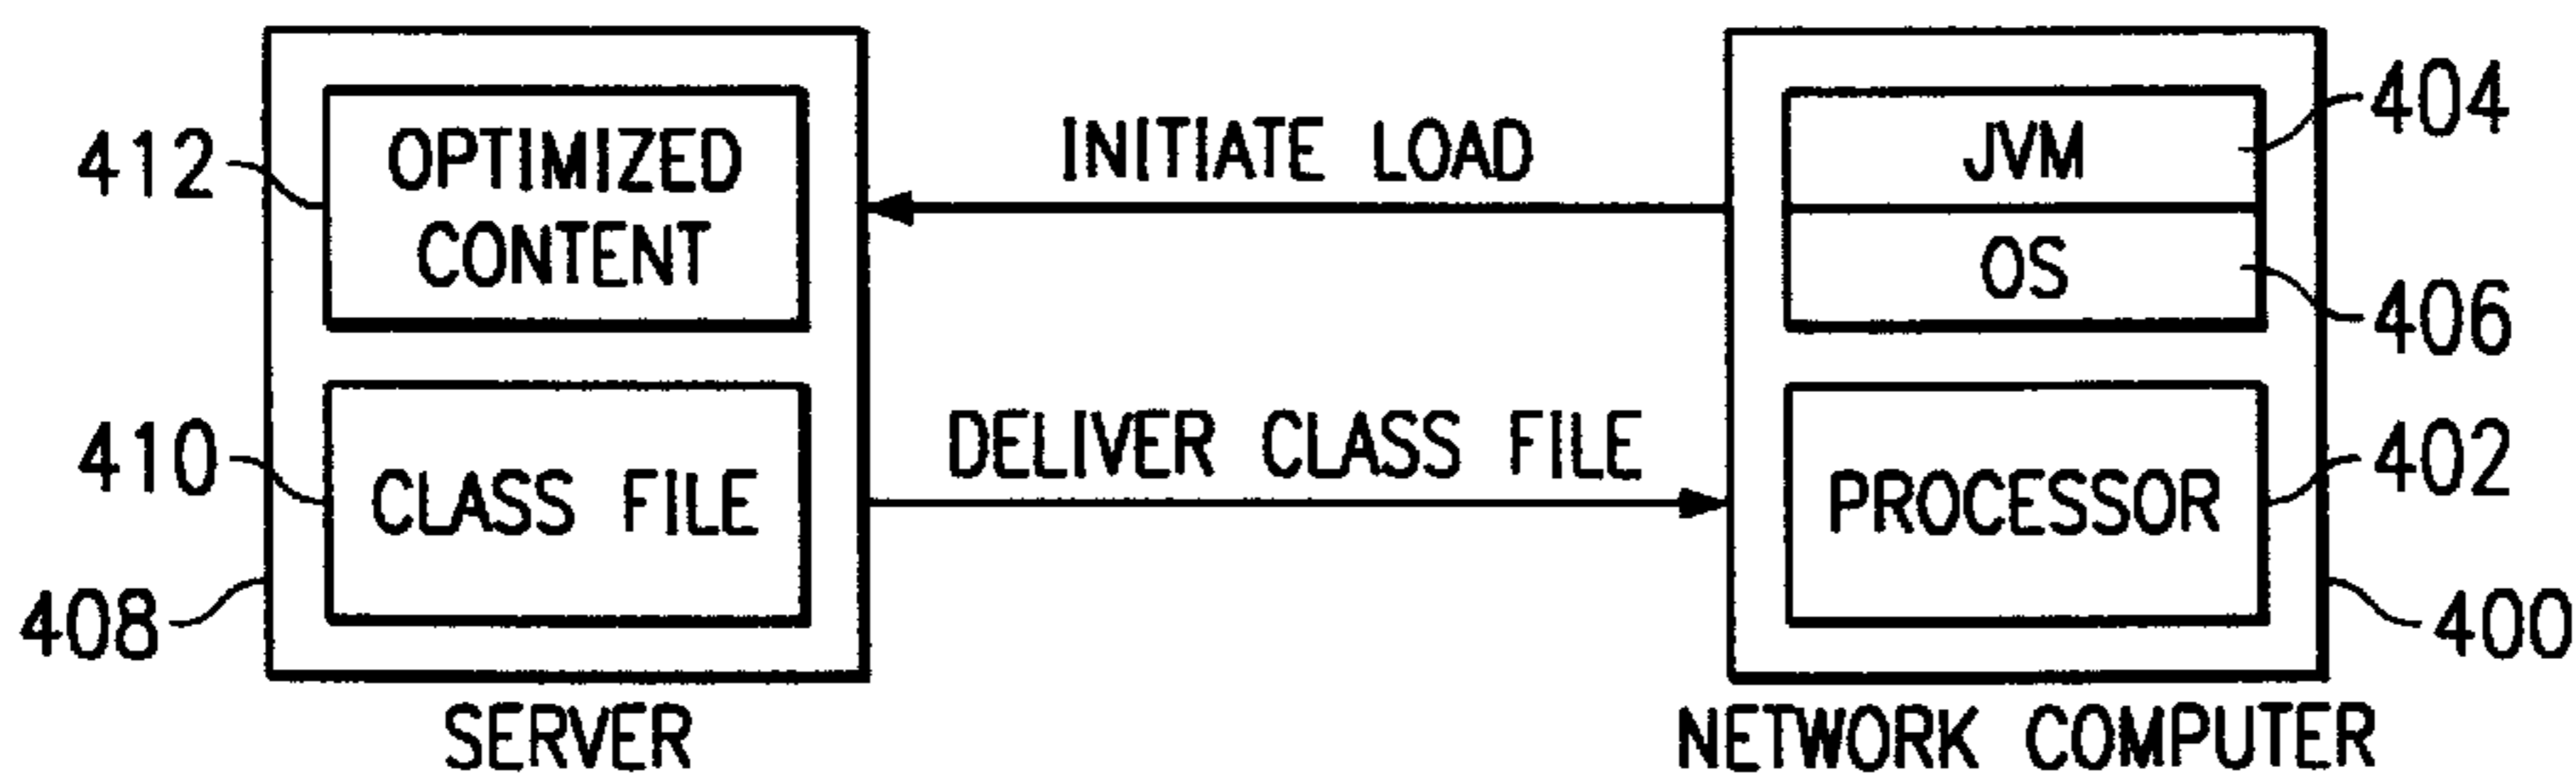 412
OPTIMIZED
CONTENT
410
CLASS FILE
408
SERVER
INITIATE LOAD
DELIVER CLASS FILE
JVM
404
OS
406
PROCESSOR
402
400
NETWORK COMPUTER